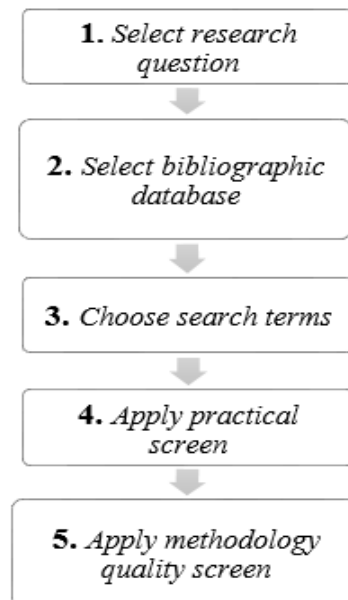 1. Select research
question
2. Select bibliographic
database
3. Choose search terms
4. Apply practical
screen
5. Apply methodology
quality screen